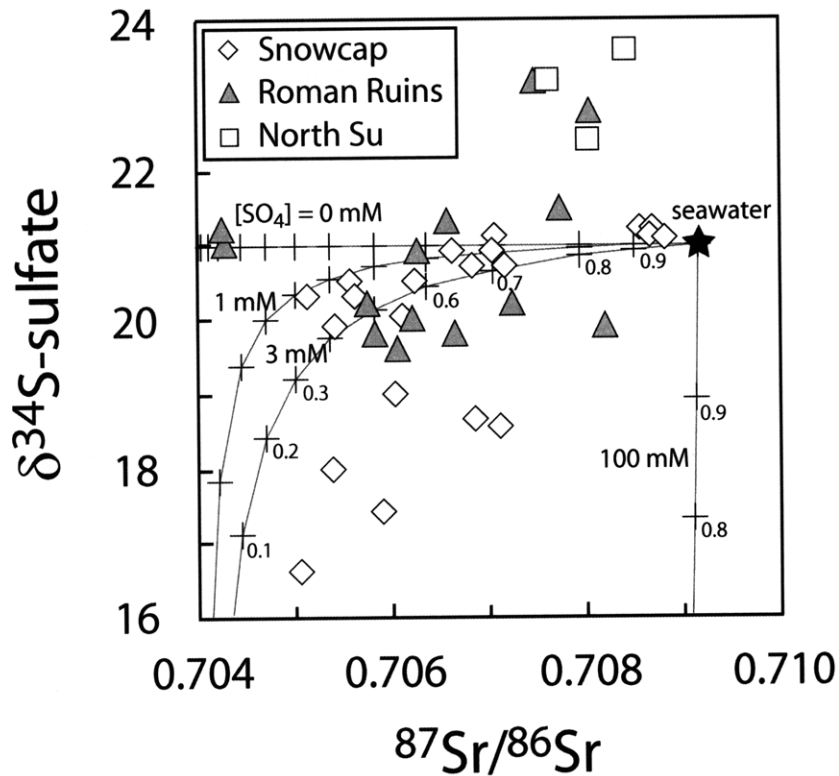 24
Snowcap
Roman Ruins
North Su
22
[SO₄] = 0 mM
seawater
0.9
0.8
0.7
0.6
1 mM
20
3 mM
0.3
0.9
0.2
100 mM
18
0.8
0.1
16
0.704
0.706
0.708
0.710
⁸⁷Sr/⁸⁶Sr
δ³⁴S-sulfate